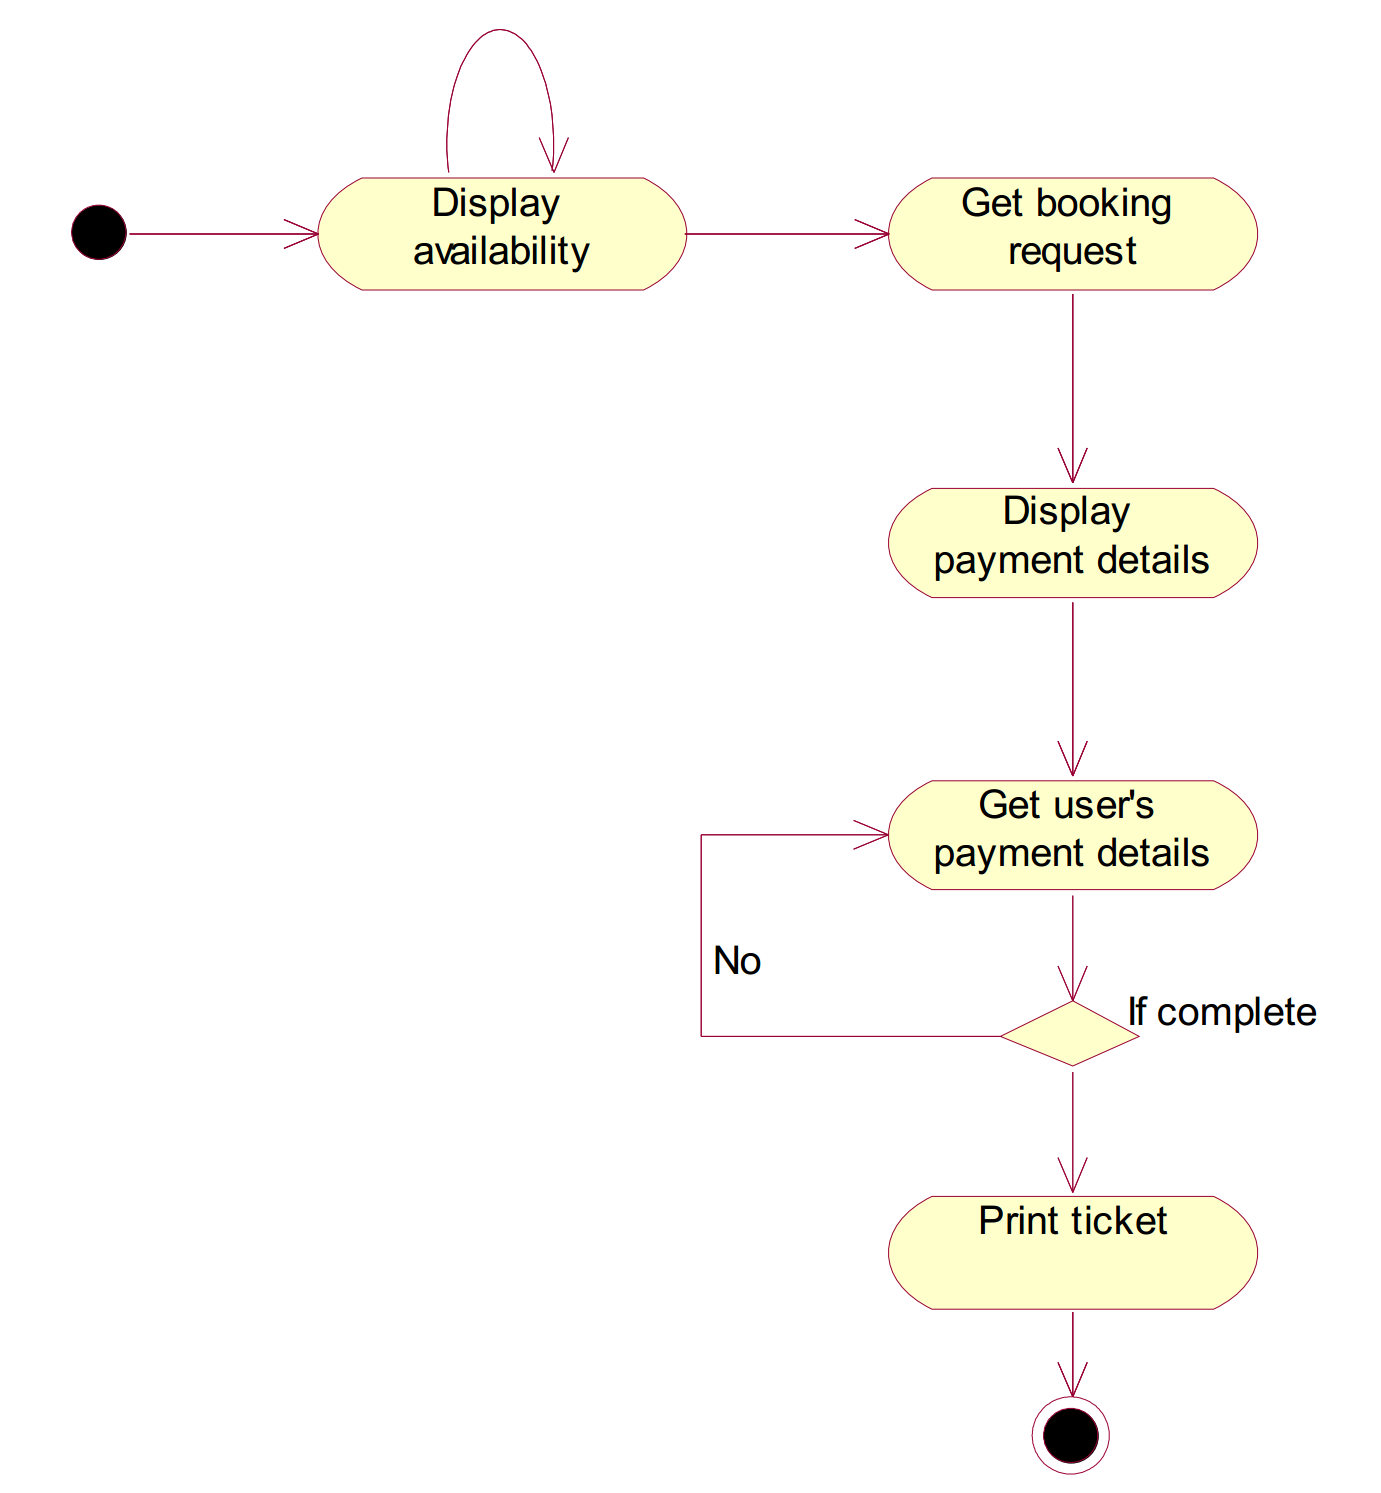 Display
availability
Get booking
request
Display
payment details
Get user's
payment details
No
If complete
Print ticket